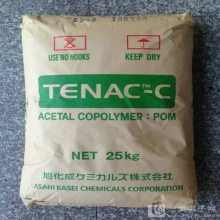 USE NO HOOKS
KEEP DRY
TENAC™-C
ACETAL COPOLYMER : POM
NET 25kg
旭化成ケミカルズ株式会社
ASAHI KASEI CHEMICALS CORPORATION